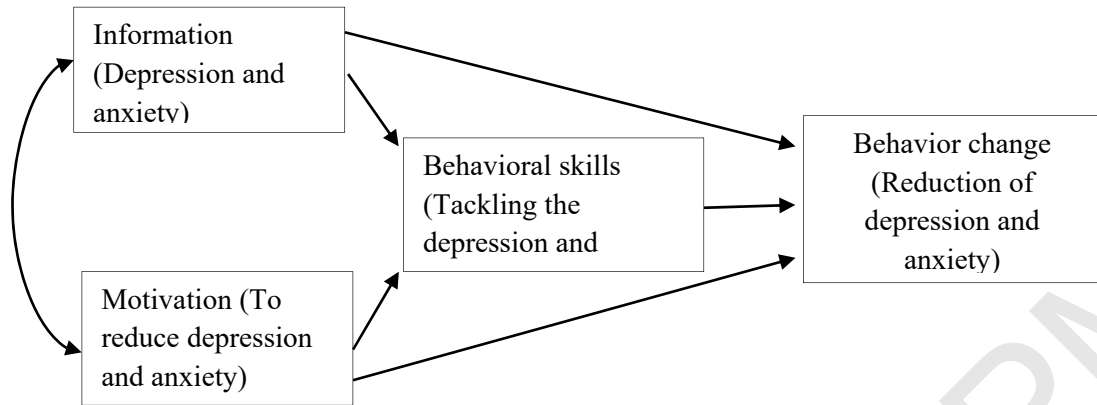 Information
(Depression and
anxiety)
Behavioral skills
(Tackling the
depression and
Behavior change
(Reduction of
depression and
anxiety)
Motivation (To
reduce depression
and anxiety)
PM